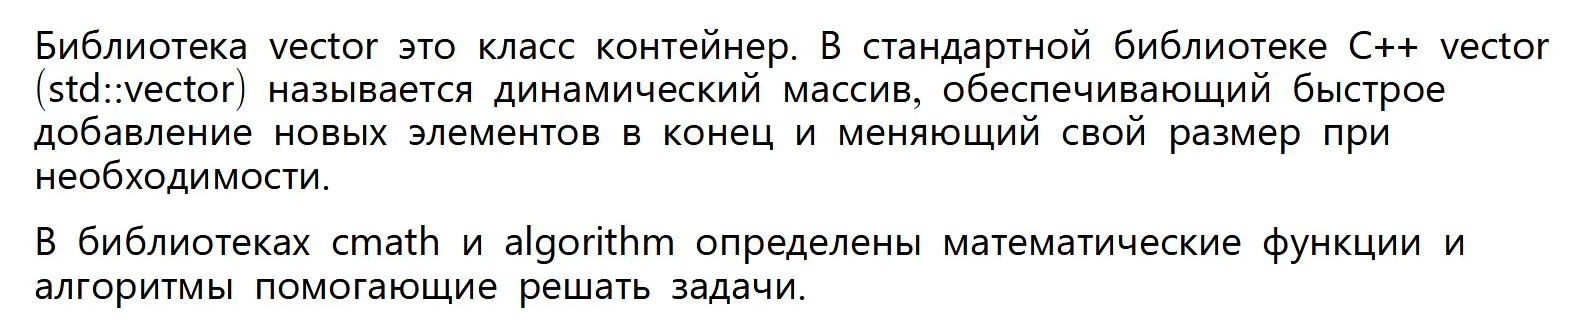 Библиотека vector это класс контейнер. В стандартной библиотеке C++ vector
(std::vector) называется динамический массив, обеспечивающий быстрое
добавление новых элементов в конец и меняющий свой размер при
необходимости.
В библиотеках cmath и algorithm определены математические функции и
алгоритмы помогающие решать задачи.